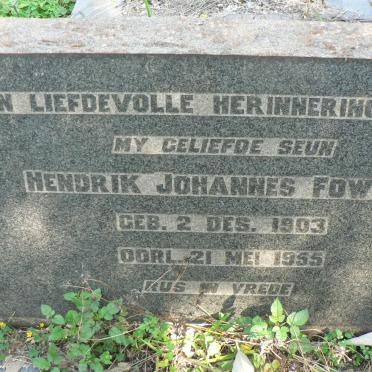 N LIEFDEVOLLE HERINNERING
MY GELIEFDE SEUN
HENDRIK JOHANNES FOW
GEB. 2 DES. 1903
OORL. 21 MEI 1955
RUS IN VREDE